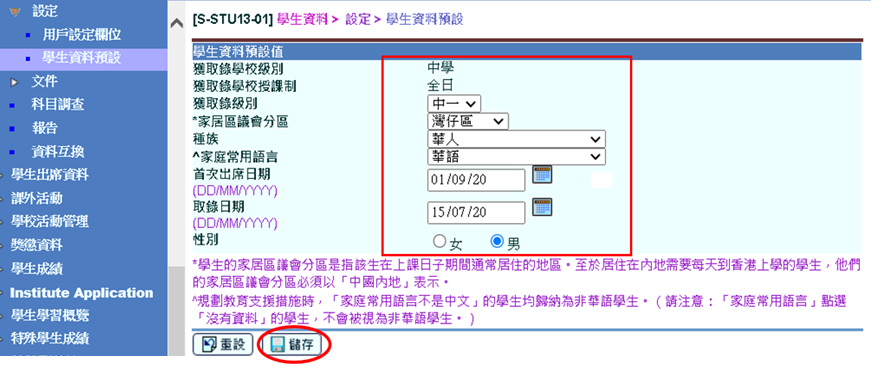 設定
用戶設定欄位
學生資料預設
文件
科目調查
報告
資料互換
學生出席資料
課外活動
學校活動管理
獎懲資料
學生成績
Institute Application
學生學習概覽
特殊學生成績
[S-STU13-01] 學生資料 > 設定 > 學生資料預設
學生資料預設值
獲取錄學校級別 中學
獲取錄學校授課制 全日
獲取錄級別 中一
*家居區議會分區 灣仔區
種族 華人
^家庭常用語言 華語
首次出席日期 01/09/20
(DD/MM/YYYY)
取錄日期 15/07/20
(DD/MM/YYYY)
性別 女 男
*學生的家居區議會分區是指該生在上課日子期間通常居住的地區。至於居住在內地需要每天到香港上學的學生，他們
的家居區議會分區必須以「中國內地」表示。
^規劃教育支援措施時，「家庭常用語言不是中文」的學生均歸納為非華語學生。（請注意：「家庭常用語言」點選
「沒有資料」的學生，不會被視為非華語學生。）
重設 儲存